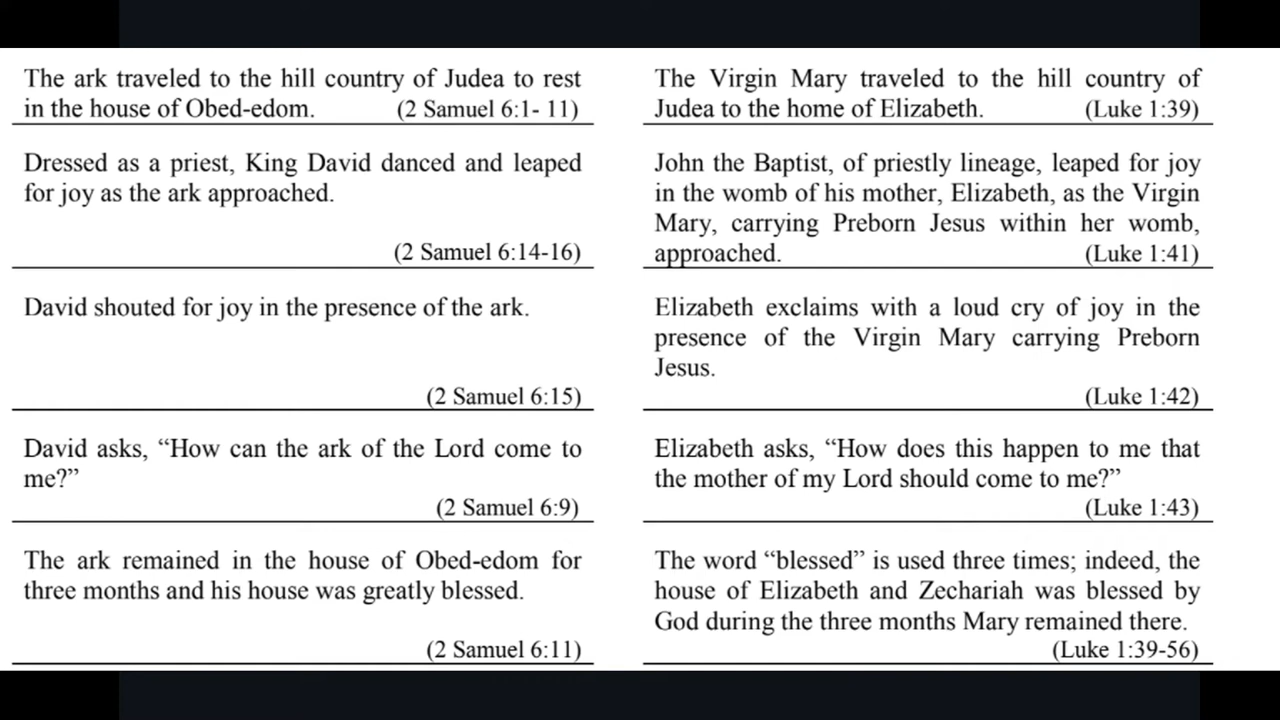 The ark traveled to the hill country of Judea to rest
in the house of Obed-edom. (2 Samuel 6:1- 11)
The Virgin Mary traveled to the hill country of
Judea to the home of Elizabeth. (Luke 1:39)
Dressed as a priest, King David danced and leaped
for joy as the ark approached.
(2 Samuel 6:14-16)
John the Baptist, of priestly lineage, leaped for joy
in the womb of his mother, Elizabeth, as the Virgin
Mary, carrying Preborn Jesus within her womb,
approached. (Luke 1:41)
David shouted for joy in the presence of the ark.
(2 Samuel 6:15)
Elizabeth exclaims with a loud cry of joy in the
presence of the Virgin Mary carrying Preborn
Jesus.
(Luke 1:42)
David asks, “How can the ark of the Lord come to
me?”
(2 Samuel 6:9)
Elizabeth asks, “How does this happen to me that
the mother of my Lord should come to me?”
(Luke 1:43)
The ark remained in the house of Obed-edom for
three months and his house was greatly blessed.
(2 Samuel 6:11)
The word “blessed” is used three times; indeed, the
house of Elizabeth and Zechariah was blessed by
God during the three months Mary remained there.
(Luke 1:39-56)